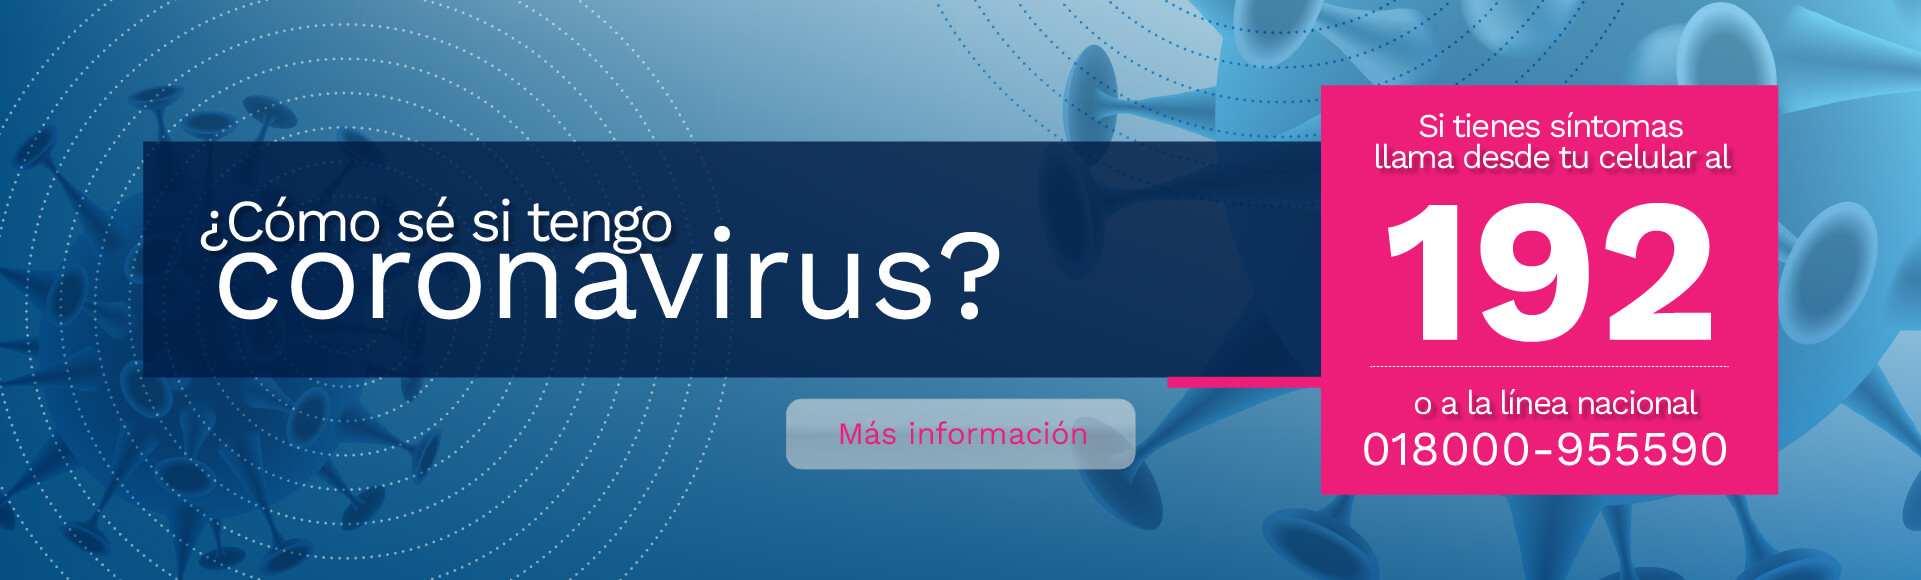 ¿Cómo sé si tengo
coronavirus?
Más información
Si tienes síntomas
llama desde tu celular al
192
o a la línea nacional
018000-955590